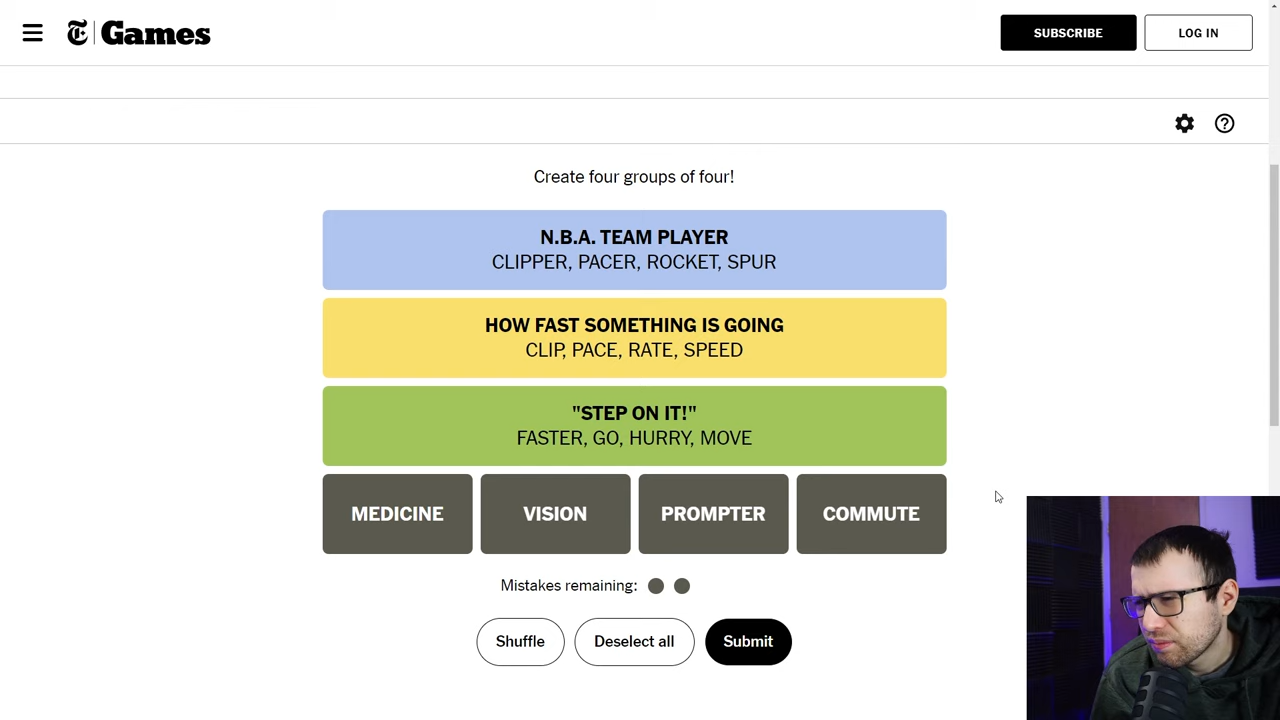 Games
SUBSCRIBE
LOG IN
Create four groups of four!
N.B.A. TEAM PLAYER
CLIPPER, PACER, ROCKET, SPUR
HOW FAST SOMETHING IS GOING
CLIP, PACE, RATE, SPEED
"STEP ON IT!"
FASTER, GO, HURRY, MOVE
MEDICINE VISION PROMPTER COMMUTE
Mistakes remaining:
Shuffle Deselect all Submit